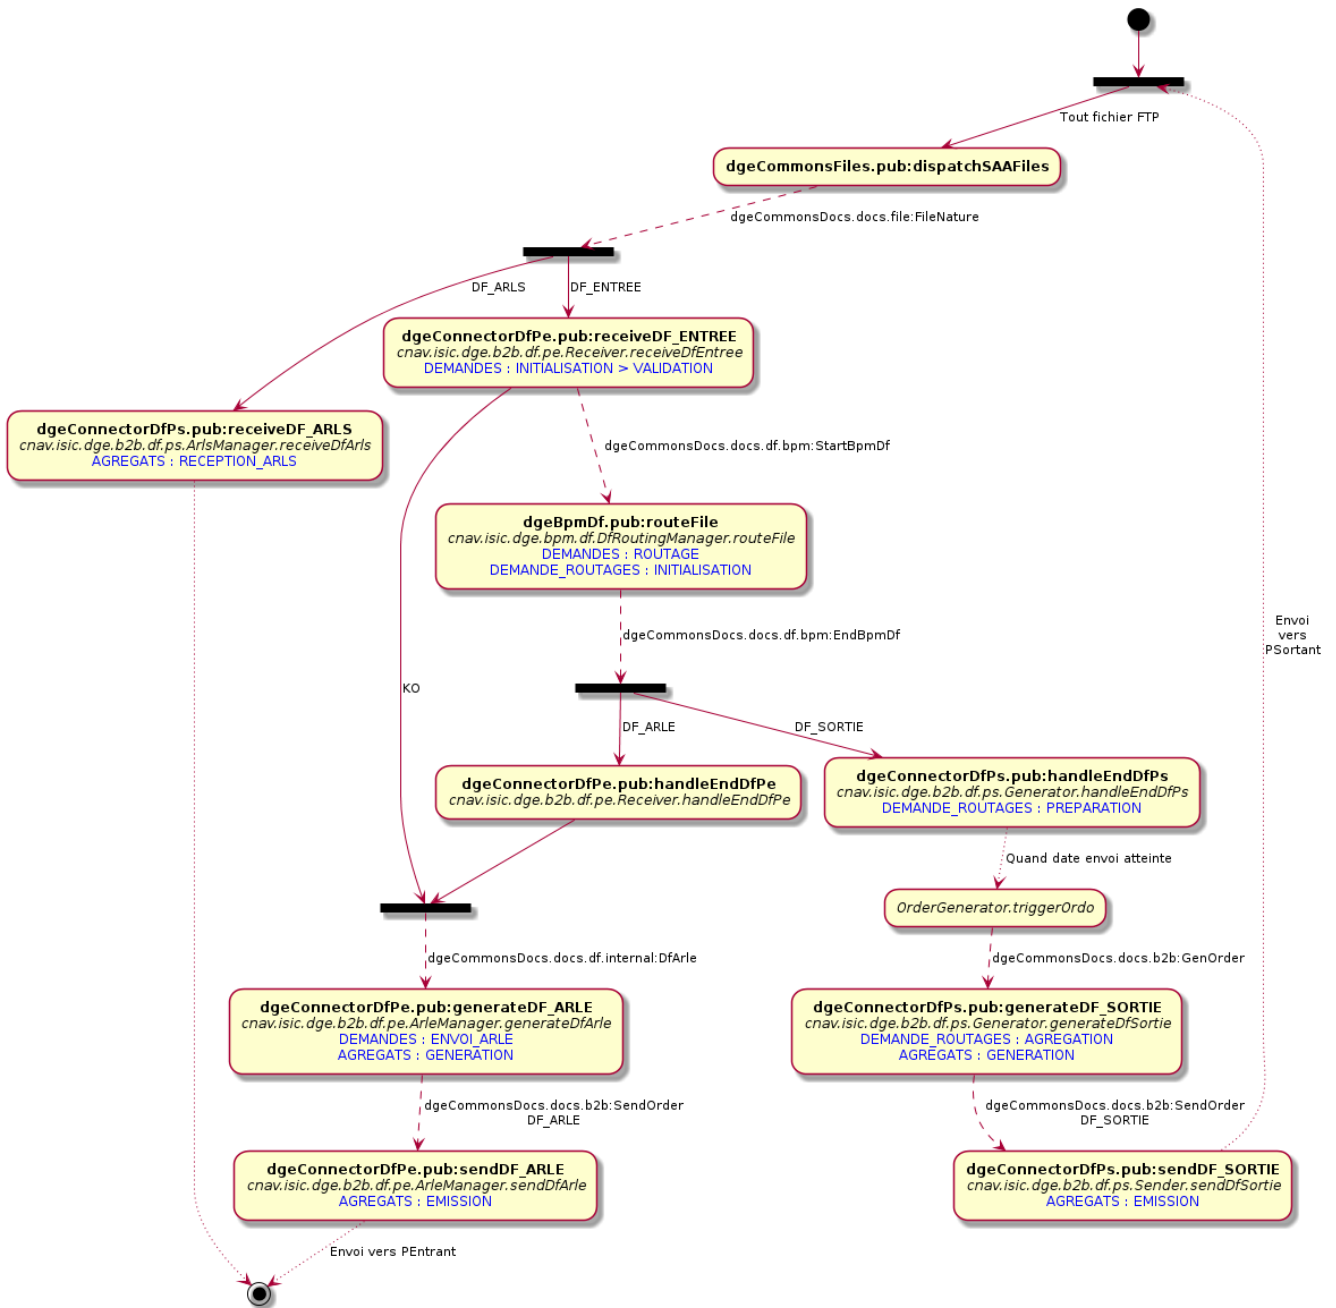 Tout fichier FTP
dgeCommonsFiles.pub:dispatchSAAFiles
dgeCommonsDocs.docs.file:FileNature
DF_ARLS
DF_ENTREE
dgeConnectorDfPe.pub:receiveDF_ENTREE
cnav.isic.dge.b2b.df.pe.Receiver.receiveDfEntree
DEMANDES : INITIALISATION > VALIDATION
dgeConnectorDfPs.pub:receiveDF_ARLS
cnav.isic.dge.b2b.df.ps.ArlsManager.receiveDfArls
AGREGATS : RECEPTION_ARLS
dgeCommonsDocs.docs.df.bpm:StartBpmDf
dgeBpmDf.pub:routeFile
cnav.isic.dge.bpm.df.DfRoutingManager.routeFile
DEMANDES : ROUTAGE
DEMANDE_ROUTAGES : INITIALISATION
dgeCommonsDocs.docs.df.bpm:EndBpmDf
Envoi
vers
PSortant
KO
DF_ARLE
DF_SORTIE
dgeConnectorDfPe.pub:handleEndDfPe
cnav.isic.dge.b2b.df.pe.Receiver.handleEndDfPe
dgeConnectorDfPs.pub:handleEndDfPs
cnav.isic.dge.b2b.df.ps.Generator.handleEndDfPs
DEMANDE_ROUTAGES : PREPARATION
Quand date envoi atteinte
OrderGenerator.triggerOrdo
dgeCommonsDocs.docs.df.internal:DfArle
dgeCommonsDocs.docs.b2b:GenOrder
dgeConnectorDfPe.pub:generateDF_ARLE
cnav.isic.dge.b2b.df.pe.ArleManager.generateDfArle
DEMANDES : ENVOI_ARLE
AGREGATS : GENERATION
dgeConnectorDfPs.pub:generateDF_SORTIE
cnav.isic.dge.b2b.df.ps.Generator.generateDfSortie
DEMANDE_ROUTAGES : AGREGATION
AGREGATS : GENERATION
dgeCommonsDocs.docs.b2b:SendOrder
DF_ARLE
dgeCommonsDocs.docs.b2b:SendOrder
DF_SORTIE
dgeConnectorDfPe.pub:sendDF_ARLE
cnav.isic.dge.b2b.df.pe.ArleManager.sendDfArle
AGREGATS : EMISSION
dgeConnectorDfPs.pub:sendDF_SORTIE
cnav.isic.dge.b2b.df.ps.Sender.sendDfSortie
AGREGATS : EMISSION
Envoi vers PEntrant